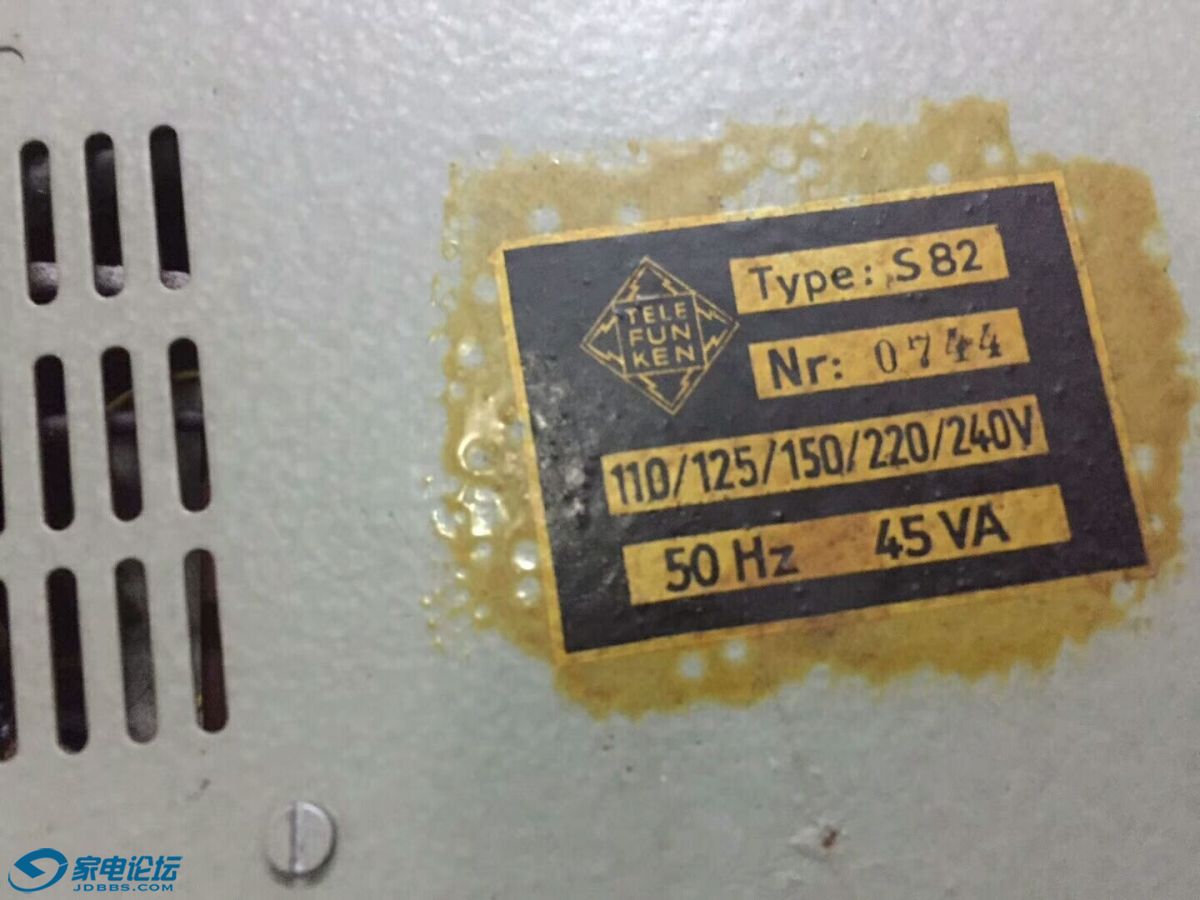 TELE
FUN
KEN
Type: S 82
Nr: 0744
110/125/150/220/240V
50 Hz 45 VA
家电论坛
JDBBS.COM